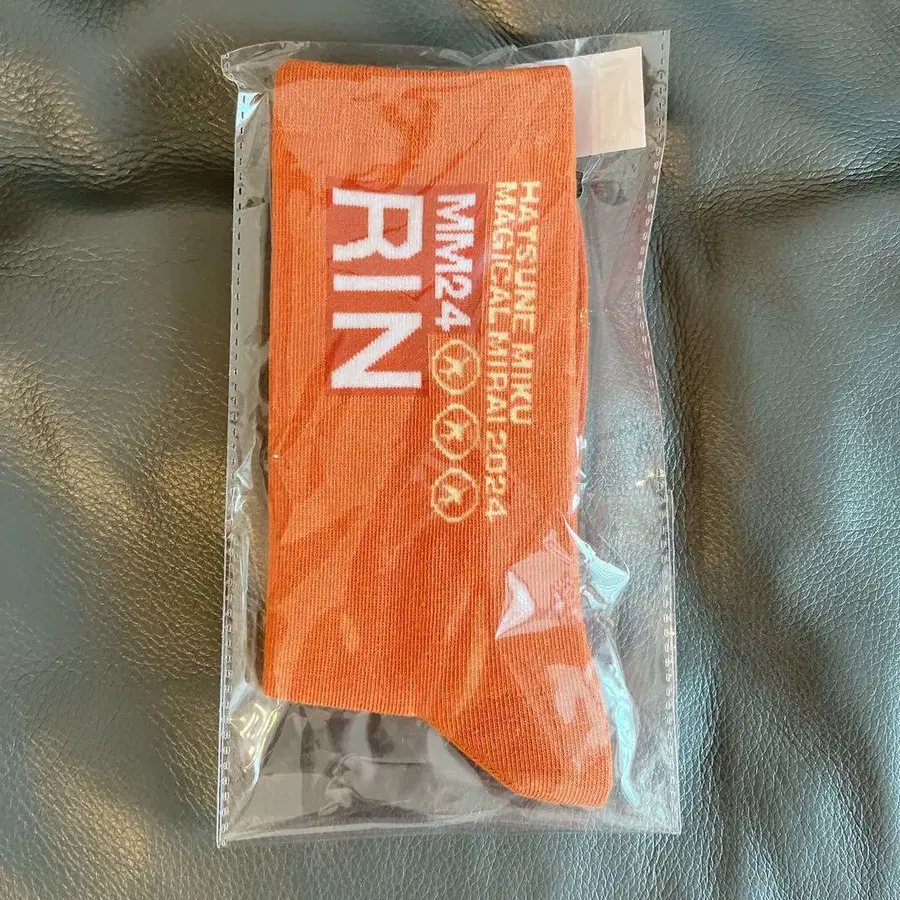 HATSUNE MIKU
MAGICAL MIRAI 2024
MM24
RIN